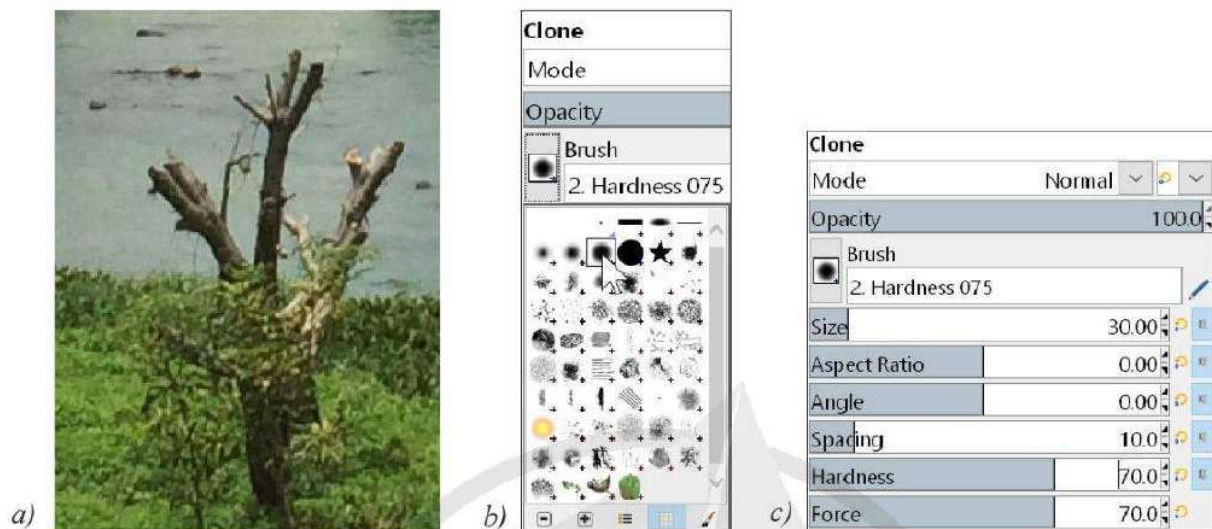 a)
b)
Clone
Mode
Opacity
Brush
2. Hardness 075
c)
Clone
Mode Normal
Opacity 100.0
Brush
2. Hardness 075
Size 30.00
Aspect Ratio 0.00
Angle 0.00
Spacing 10.0
Hardness 70.0
Force 70.0